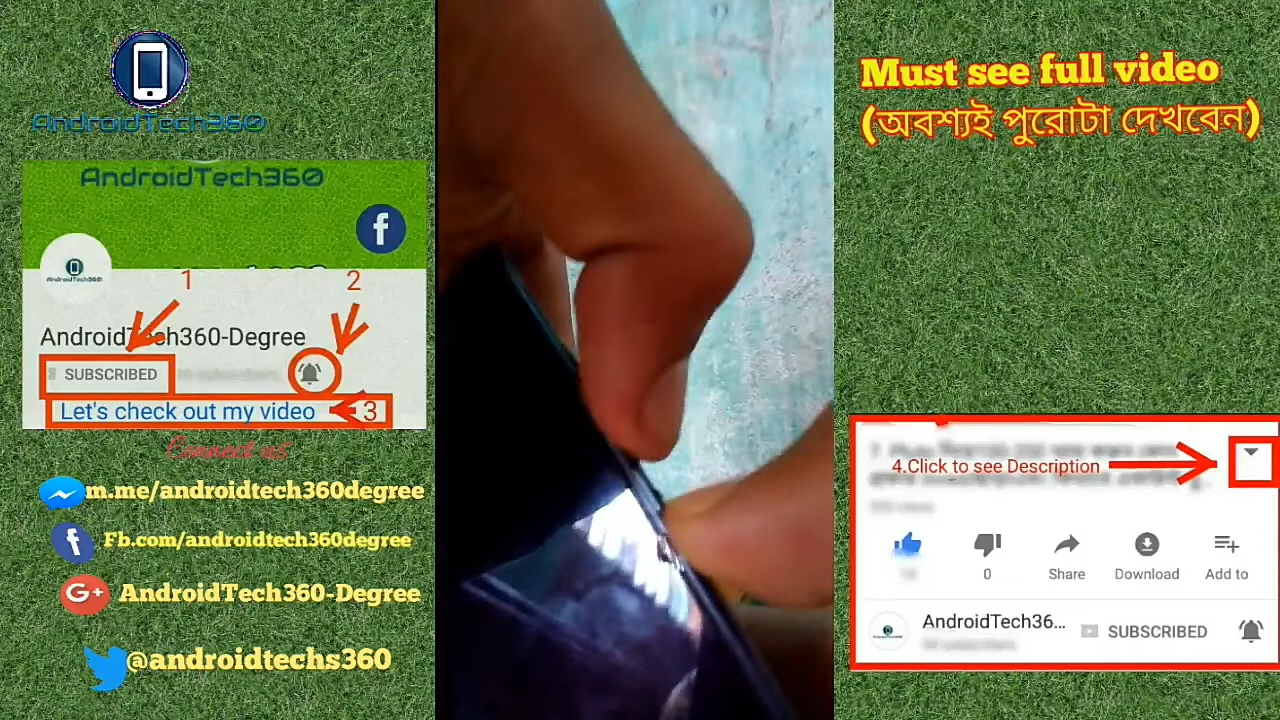 AndroidTech360
AndroidTech360
f
AndroidTech360
1
2
AndroidTech360-Degree
SUBSCRIBED
Let's check out my video
3
Connect us
m.me/androidtech360degree
f
Fb.com/androidtech360degree
G+
AndroidTech360-Degree
@androidtechs360
Must see full video
(অবশ্যই পুরোটা দেখবেন)
4.Click to see Description
0
Share
Download
Add to
AndroidTech36...
SUBSCRIBED